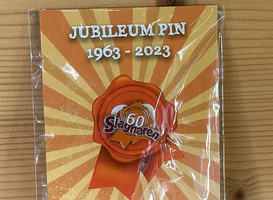 JUBILEUM PIN
1963 - 2023
60
Slagharen